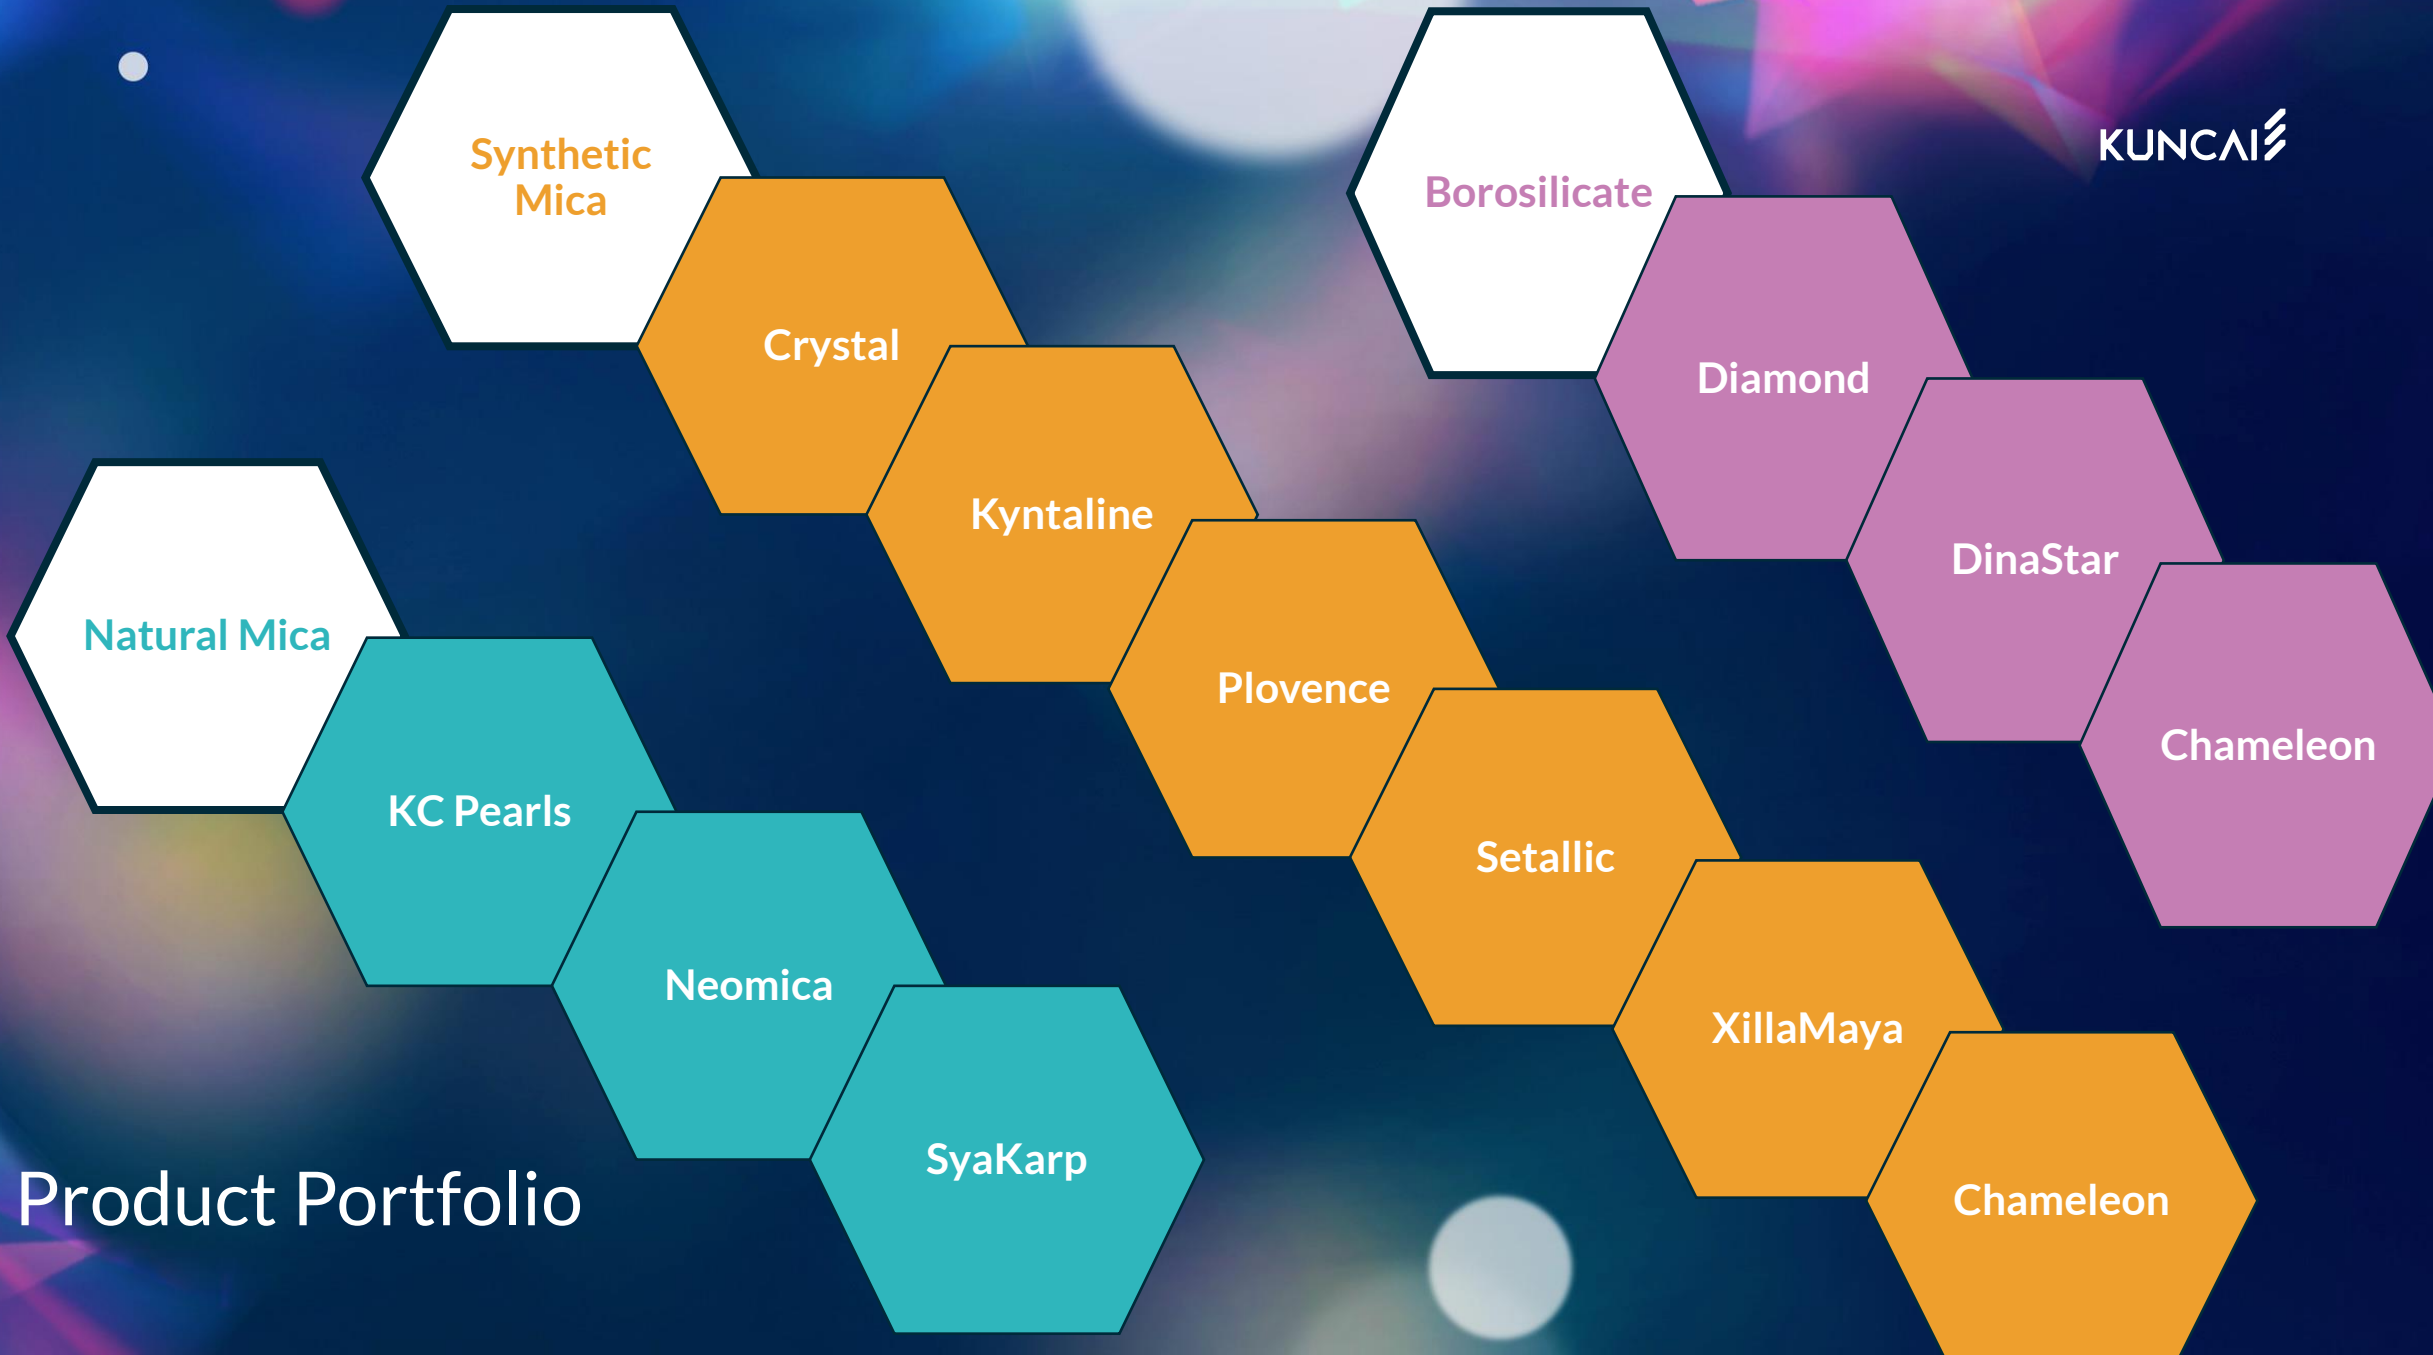 Synthetic
Mica
Crystal
Kyntaline
Plovence
Setallic
XillaMaya
Chameleon
Borosilicate
Diamond
DinaStar
Chameleon
KUNCAI
Natural Mica
KC Pearls
Neomica
SyaKarp
Product Portfolio